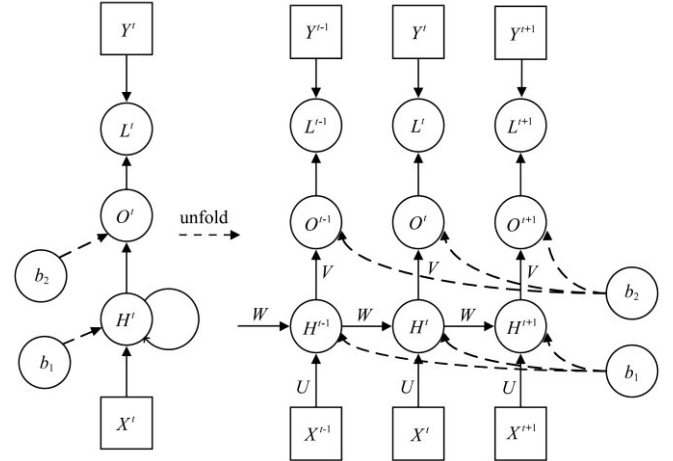 Y^t Y^{t-1} Y^t Y^{t+1}
L^t L^{t-1} L^t L^{t+1}
O^t unfold O^{t-1} O^t O^{t+1}
b_2 V V V b_2
W W W
H^t H^{t-1} H^t H^{t+1}
b_1 U U U b_1
X^t X^{t-1} X^t X^{t+1}